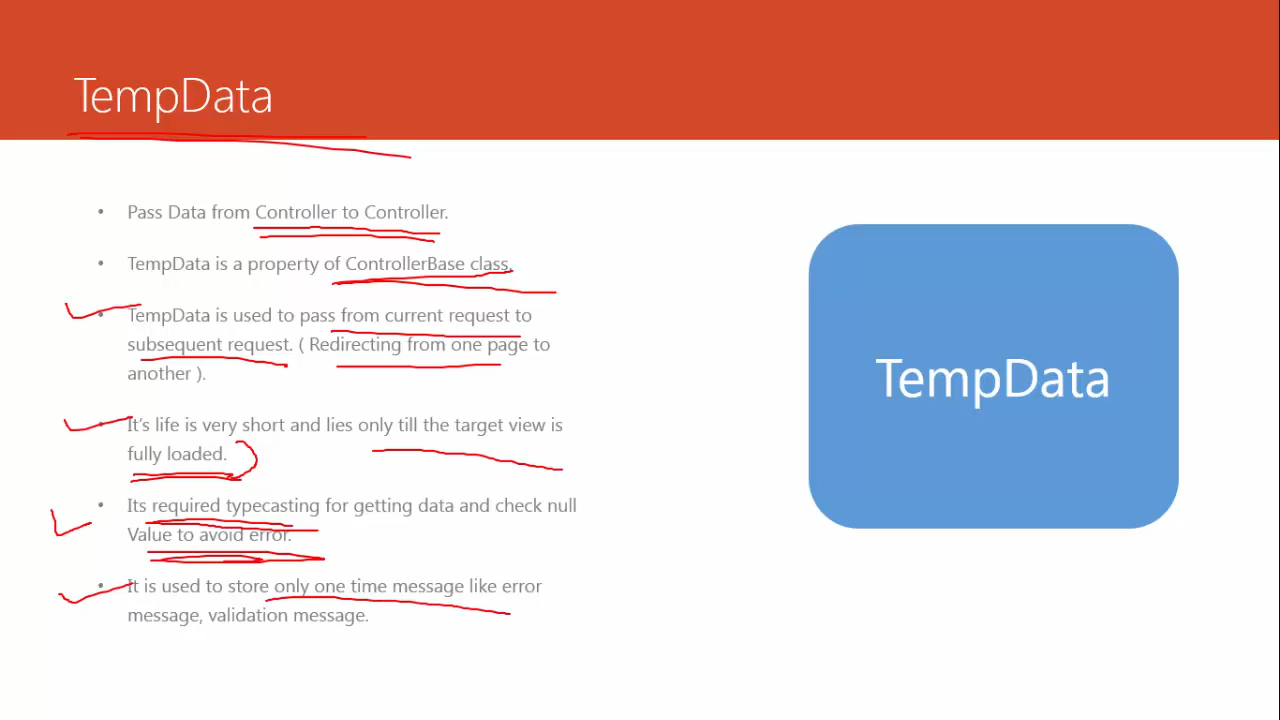 TempData
• Pass Data from Controller to Controller.
• TempData is a property of ControllerBase class.
• TempData is used to pass from current request to
subsequent request. ( Redirecting from one page to
another ).
• It's life is very short and lies only till the target view is
fully loaded.
• Its required typecasting for getting data and check null
Value to avoid error.
• It is used to store only one time message like error
message, validation message.
TempData